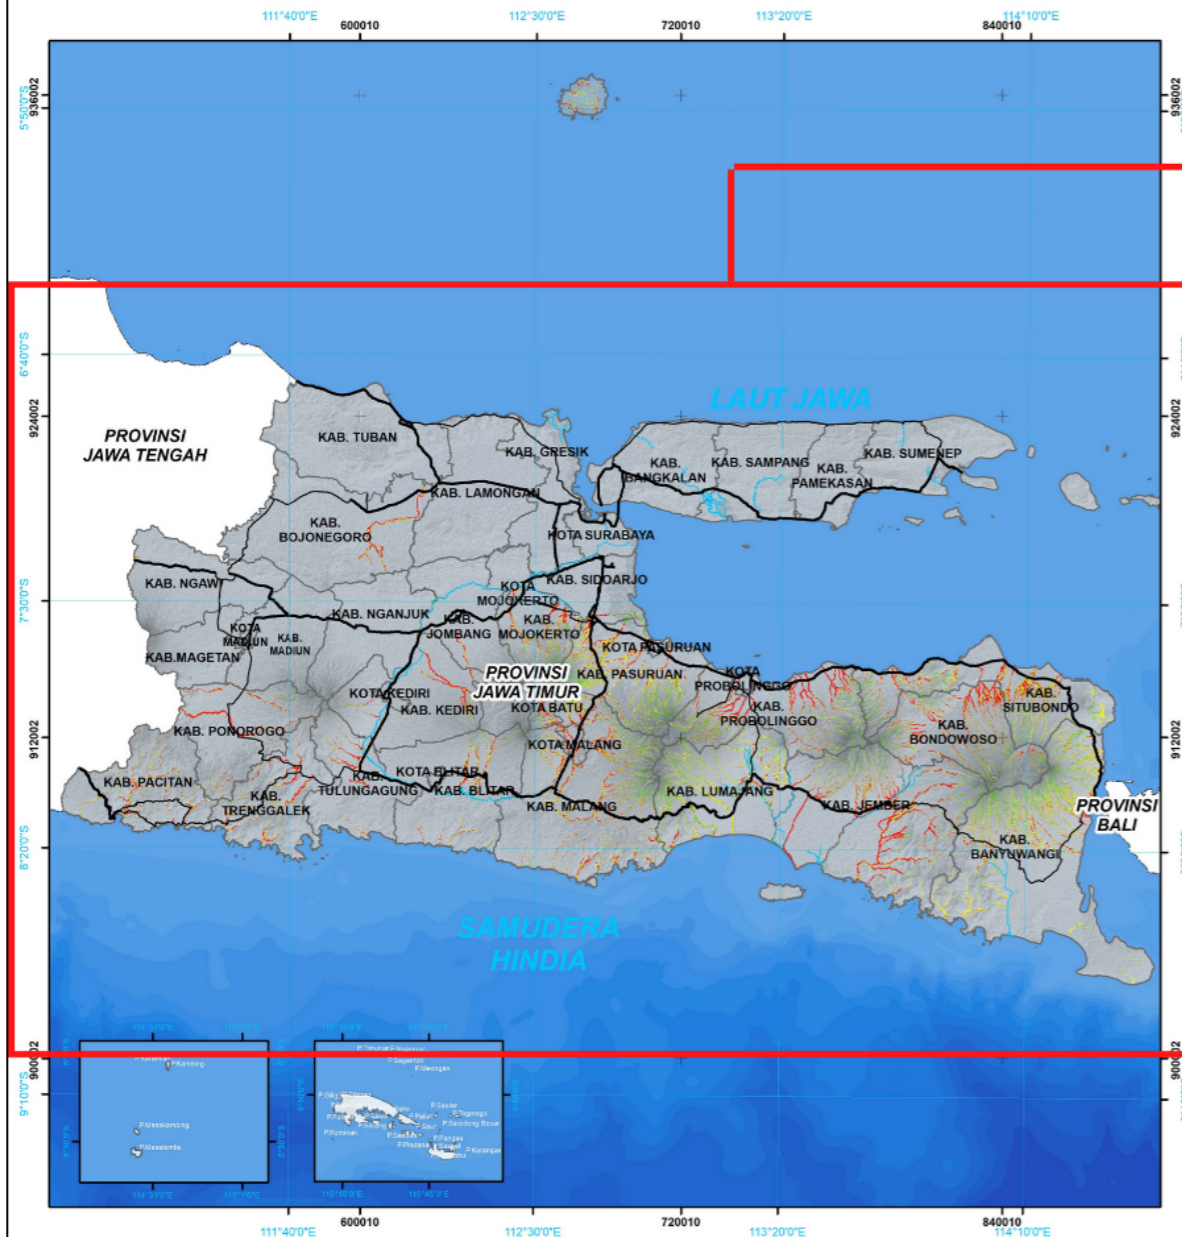 111°40'0"E 112°30'0"E 113°20'0"E 114°10'0"E
600010 720010 840010
936002 936002
5°50'0"S
6°40'0"S
924002 924002
LAUT JAWA
PROVINSI
JAWA TENGAH
KAB. TUBAN
KAB. GRESIK
KAB.
BANGKALAN
KAB. SAMPANG
KAB.
PAMEKASAN
KAB. SUMENEP
KAB. LAMONGAN
KAB.
BOJONEGORO
KOTA SURABAYA
KAB. NGAWI
KAB. SIDOARJO
KOTA
MOJOKERTO
7°30'0"S
KAB. NGANJUK
KAB.
JOMBANG
KAB.
MOJOKERTO
KOTA
MADIUN
KAB.
MADIUN
KAB.MAGETAN
KOTA PASURUAN
KAB. PASURUAN
PROVINSI
JAWA TIMUR
KOTA
PROBOLINGGO
KOTA KEDIRI
KAB. KEDIRI
KOTA BATU
KAB.
PROBOLINGGO
KAB.
SITUBONDO
KAB. PONOROGO
KAB.
BONDOWOSO
912002 912002
KOTA MALANG
KAB. PACITAN
KOTA BLITAR
KAB.
TULUNGAGUNG
KAB. BLITAR
KAB. LUMAJANG
KAB.
TRENGGALEK
KAB. MALANG
KAB. JEMBER
PROVINSI
BALI
8°20'0"S
KAB.
BANYUWANGI
SAMUDERA
HINDIA
900002 900002
9°10'0"S
P.Kambing
P.Masakambing
P.Masalembu
P.Sagentah
P.Meongan
P.Saular
P.Pangas
111°40'0"E 112°30'0"E 113°20'0"E 114°10'0"E
600010 720010 840010